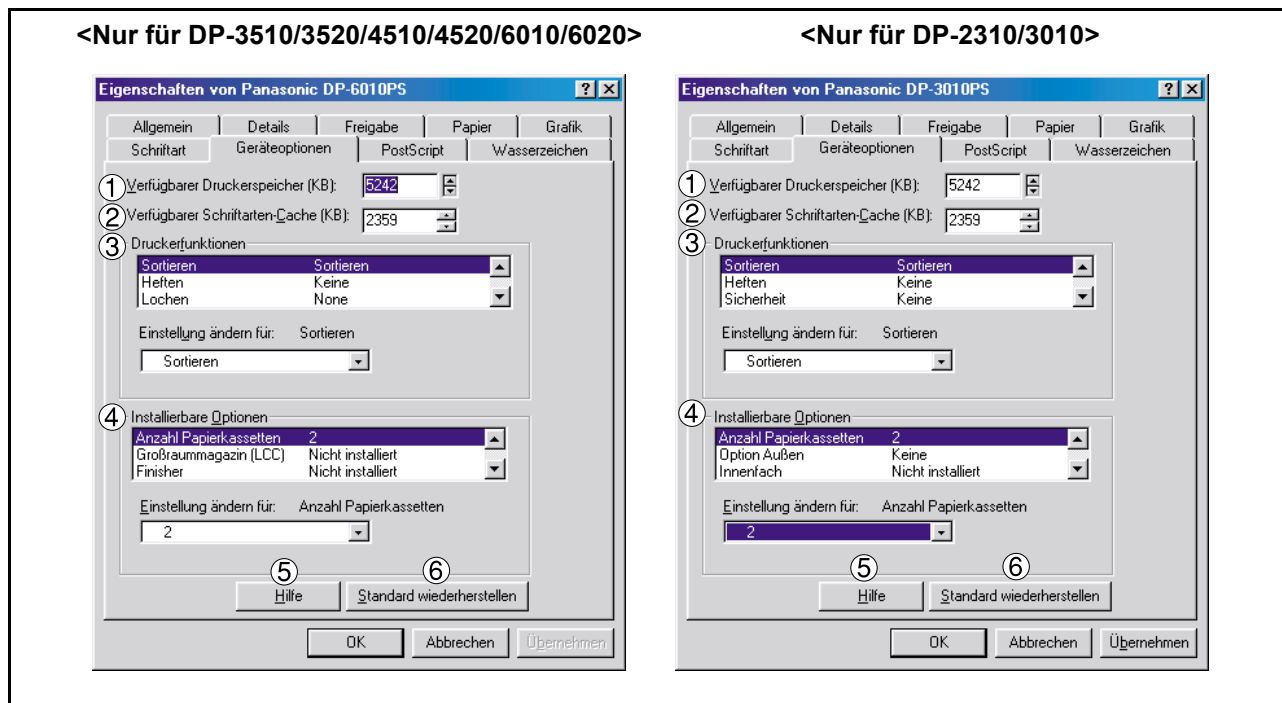 <Nur für DP-3510/3520/4510/4520/6010/6020>
Eigenschaften von Panasonic DP-6010PS
Allgemein Details Freigabe Papier Grafik
Schriftart Geräteoptionen PostScript Wasserzeichen
① Verfügbarer Druckerspeicher (KB): 5242
② Verfügbarer Schriftarten-Cache (KB): 2359
③ Druckerfunktionen
Sortieren Sortieren
Heften Keine
Lochen None
Einstellung ändern für: Sortieren
Sortieren
④ Installierbare Optionen
Anzahl Papierkassetten 2
Großraummagazin (LCC) Nicht installiert
Finisher Nicht installiert
Einstellung ändern für: Anzahl Papierkassetten
2
⑤ ⑥
Hilfe Standard wiederherstellen
OK Abbrechen Übernehmen
<Nur für DP-2310/3010>
Eigenschaften von Panasonic DP-3010PS
Allgemein Details Freigabe Papier Grafik
Schriftart Geräteoptionen PostScript Wasserzeichen
① Verfügbarer Druckerspeicher (KB): 5242
② Verfügbarer Schriftarten-Cache (KB): 2359
③ Druckerfunktionen
Sortieren Sortieren
Heften Keine
Sicherheit Keine
Einstellung ändern für: Sortieren
Sortieren
④ Installierbare Optionen
Anzahl Papierkassetten 2
Option Außen Keine
Innenfach Nicht installiert
Einstellung ändern für: Anzahl Papierkassetten
2
⑤ ⑥
Hilfe Standard wiederherstellen
OK Abbrechen Übernehmen